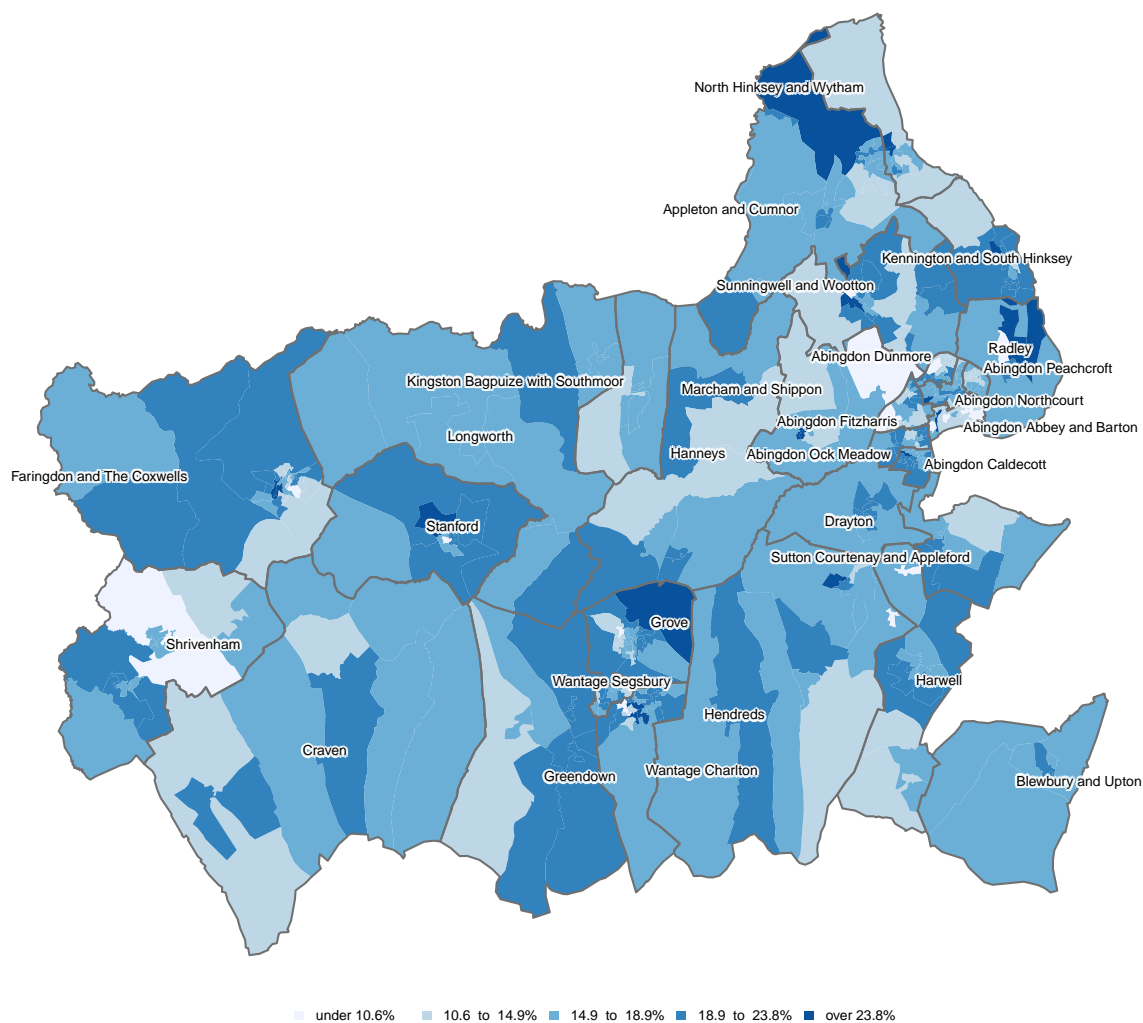 North Hinksey and Wytham
Appleton and Cumnor
Kennington and South Hinksey
Sunningwell and Wootton
Radley
Abingdon Dunmore
Abingdon Peachcroft
Kingston Bagpuize with Southmoor
Marcham and Shippon
Abingdon Northcourt
Abingdon Fitzharris
Abingdon Abbey and Barton
Longworth
Hanneys
Abingdon Ock Meadow
Abingdon Caldecott
Faringdon and The Coxwells
Stanford
Drayton
Sutton Courtenay and Appleford
Grove
Shrivenham
Wantage Segsbury
Harwell
Hendreds
Craven
Greendown
Wantage Charlton
Blewbury and Upton
under 10.6% 10.6 to 14.9% 14.9 to 18.9% 18.9 to 23.8% over 23.8%